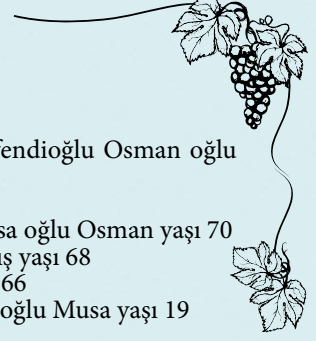 fendioğlu Osman oğlu
sa oğlu Osman yaşı 70
ş yaşı 68
66
oğlu Musa yaşı 19